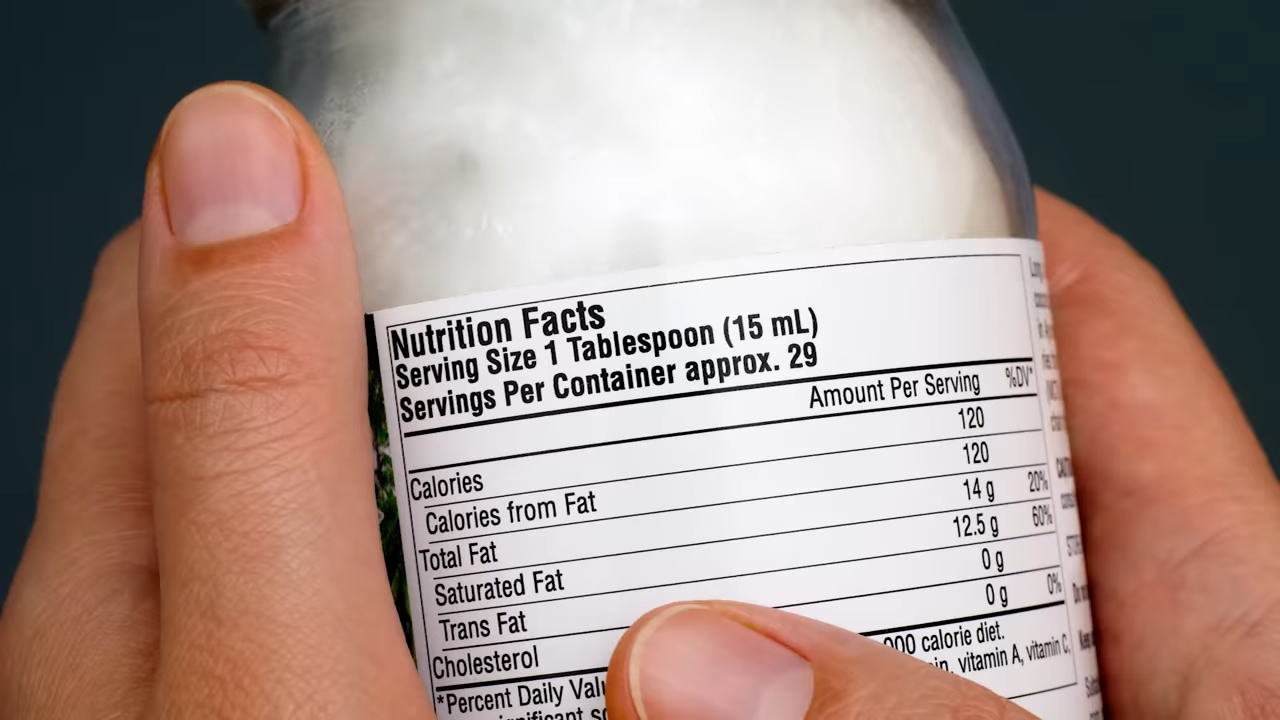 Nutrition Facts
Serving Size 1 Tablespoon (15 mL)
Servings Per Container approx. 29
Amount Per Serving %DV*
Calories 120
Calories from Fat 120
Total Fat 14 g 20%
Saturated Fat 12.5 g 60%
Trans Fat 0 g
Cholesterol 0 g 0%
*Percent Daily calorie diet.
vitamin A, vitamin C,